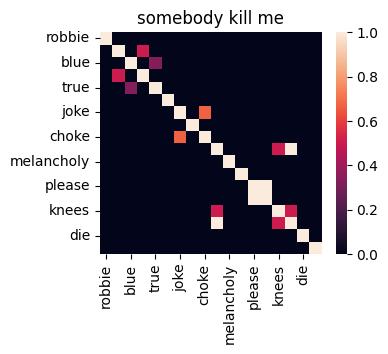 somebody kill me
robbie
blue
true
joke
choke
melancholy
please
knees
die
1.0
0.8
0.6
0.4
0.2
0.0
robbie
blue
true
joke
choke
melancholy
please
knees
die